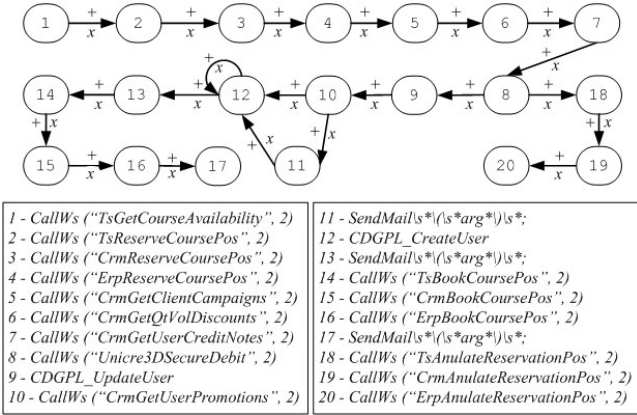 + + + + + +
1 2 3 4 5 6 7
x x x x x x
+
x
+ + + + + + +
14 13 12 10 9 8 18
x x x x x x x
+ x + x + x + x
15 + 16 + 17 11 20 + 19
x x x
1 - CallWs (“TsGetCourseAvailability”, 2)
2 - CallWs (“TsReserveCoursePos”, 2)
3 - CallWs (“CrmReserveCoursePos”, 2)
4 - CallWs (“ErpReserveCoursePos”, 2)
5 - CallWs (“CrmGetClientCampaigns”, 2)
6 - CallWs (“CrmGetQtVolDiscounts”, 2)
7 - CallWs (“CrmGetUserCreditNotes”, 2)
8 - CallWs (“Unicre3DSecureDebit”, 2)
9 - CDGPL_UpdateUser
10 - CallWs (“CrmGetUserPromotions”, 2)
11 - SendMail\s*\(\s*arg*\)\s*;
12 - CDGPL_CreateUser
13 - SendMail\s*\(\s*arg*\)\s*;
14 - CallWs (“TsBookCoursePos”, 2)
15 - CallWs (“CrmBookCoursePos”, 2)
16 - CallWs (“ErpBookCoursePos”, 2)
17 - SendMail\s*\(\s*arg*\)\s*;
18 - CallWs (“TsAnulateReservationPos”, 2)
19 - CallWs (“CrmAnulateReservationPos”, 2)
20 - CallWs (“ErpAnulateReservationPos”, 2)